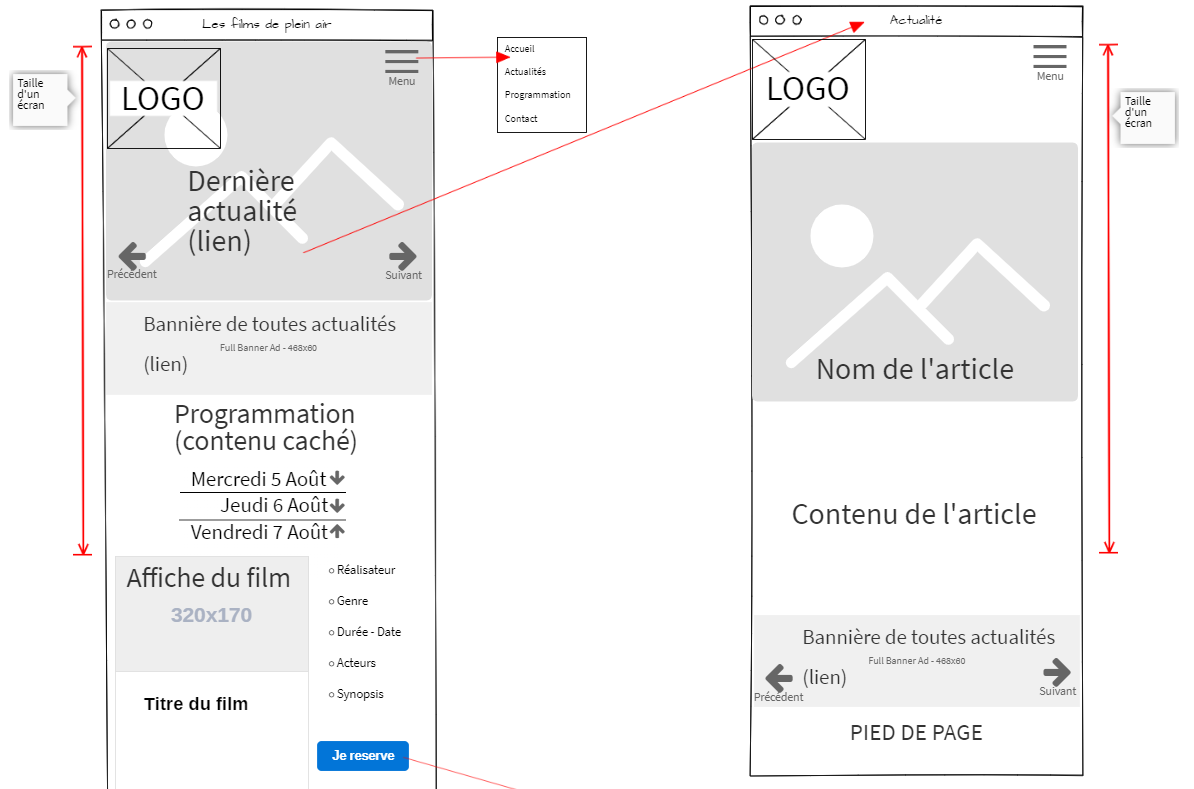 Les films de plein air
Taille
d'un
écran
LOGO
Menu
Accueil
Actualités
Programmation
Contact
Dernière
actualité
(lien)
Précédent
Suivant
Bannière de toutes actualités
Full Banner Ad - 468x60
(lien)
Programmation
(contenu caché)
Mercredi 5 Août
Jeudi 6 Août
Vendredi 7 Août
Affiche du film
320x170
Titre du film
Réalisateur
Genre
Durée - Date
Acteurs
Synopsis
Je reserve
Actualité
LOGO
Menu
Taille
d'un
écran
Nom de l'article
Contenu de l'article
Bannière de toutes actualités
Full Banner Ad - 468x60
(lien)
Précédent
Suivant
PIED DE PAGE